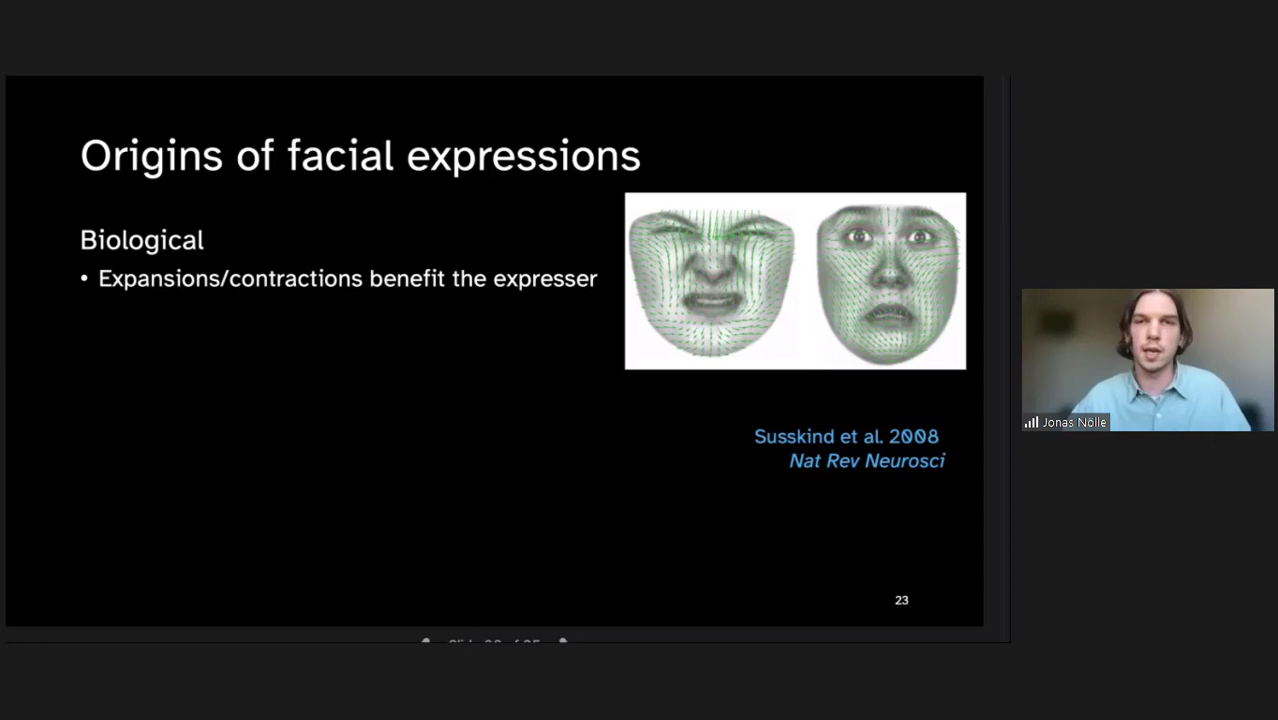 Origins of facial expressions
Biological
• Expansions/contractions benefit the expresser
Susskind et al. 2008
Nat Rev Neurosci
23
Jonas Nölle